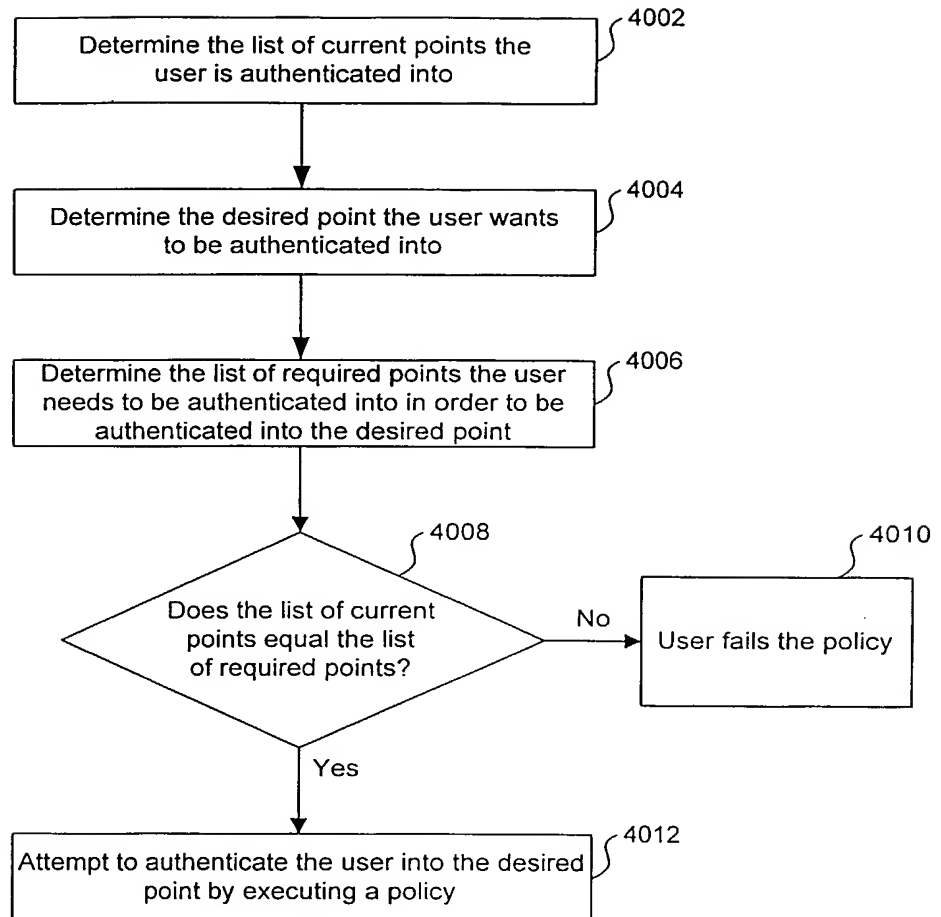 4002
Determine the list of current points the
user is authenticated into
4004
Determine the desired point the user wants
to be authenticated into
4006
Determine the list of required points the user
needs to be authenticated into in order to be
authenticated into the desired point
4008
4010
Does the list of current
points equal the list
of required points?
No
User fails the policy
Yes
4012
Attempt to authenticate the user into the desired
point by executing a policy